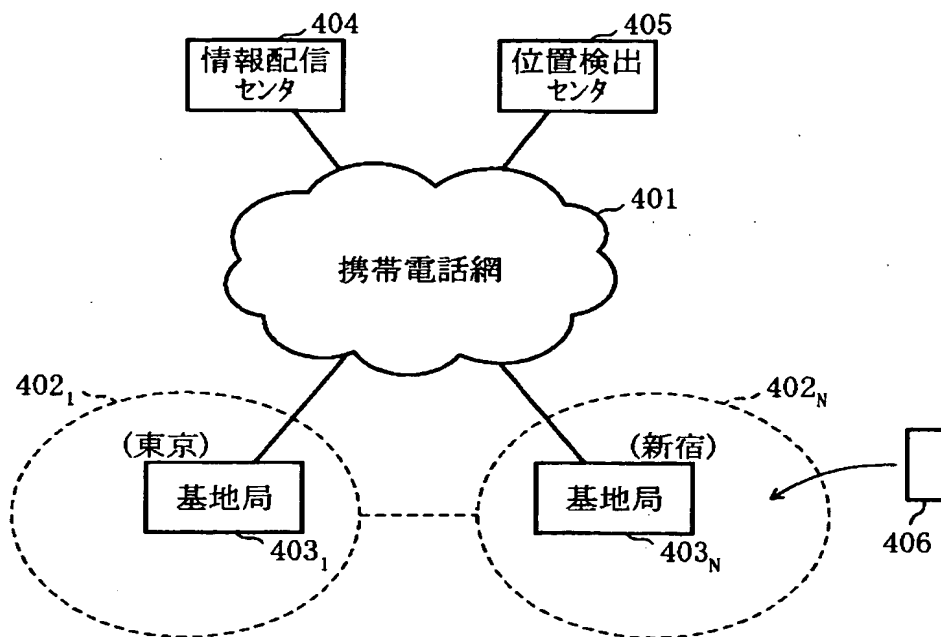 404
情報配信
センタ
405
位置検出
センタ
401
携帯電話網
402₁
(東京)
基地局
403₁
402ₙ
(新宿)
基地局
403ₙ
406